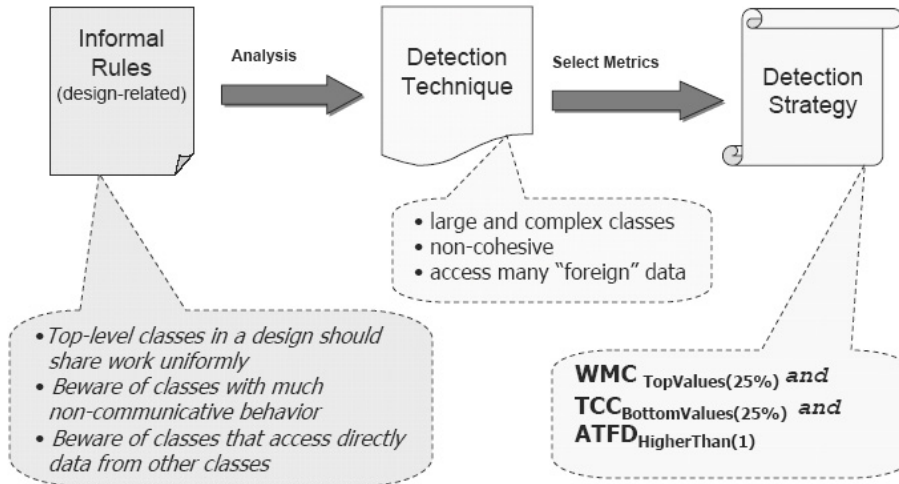 Informal
Rules
(design-related)
Analysis
Detection
Technique
Select Metrics
Detection
Strategy
• large and complex classes
• non-cohesive
• access many “foreign” data
• Top-level classes in a design should
share work uniformly
• Beware of classes with much
non-communicative behavior
• Beware of classes that access directly
data from other classes
WMC TopValues(25%) and
TCCBottomValues(25%) and
ATFDHigherThan(1)